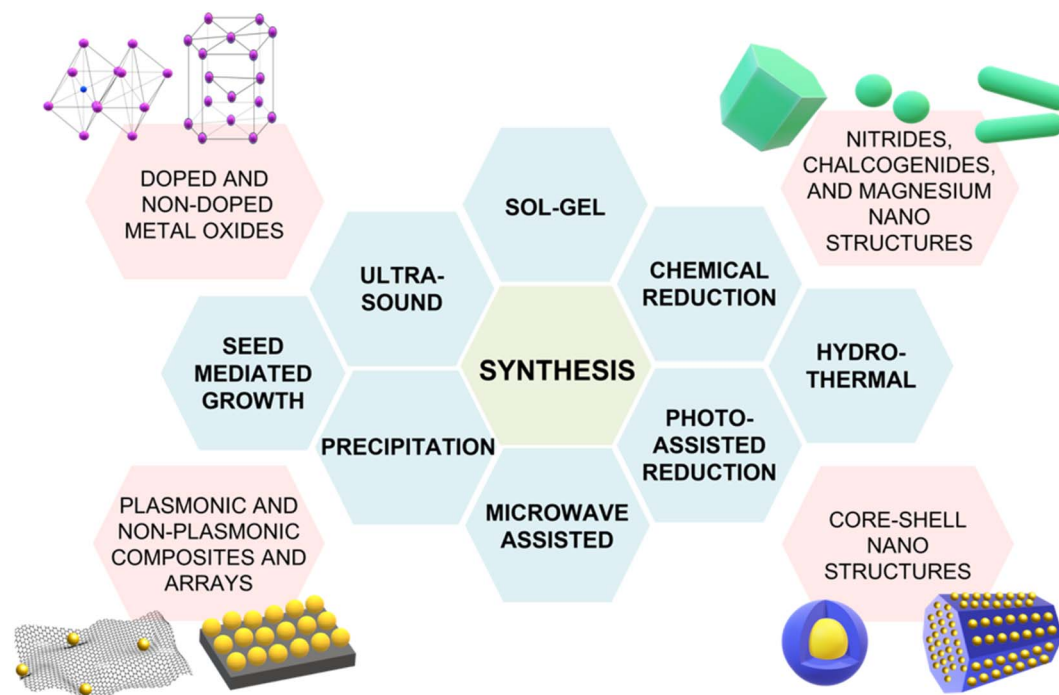 DOPED AND
NON-DOPED
METAL OXIDES
NITRIDES,
CHALCOGENIDES,
AND MAGNESIUM
NANO
STRUCTURES
SOL-GEL
ULTRA-
SOUND
CHEMICAL
REDUCTION
SEED
MEDIATED
GROWTH
SYNTHESIS
HYDRO-
THERMAL
PRECIPITATION
PHOTO-
ASSISTED
REDUCTION
MICROWAVE
ASSISTED
PLASMONIC AND
NON-PLASMONIC
COMPOSITES AND
ARRAYS
CORE-SHELL
NANO
STRUCTURES